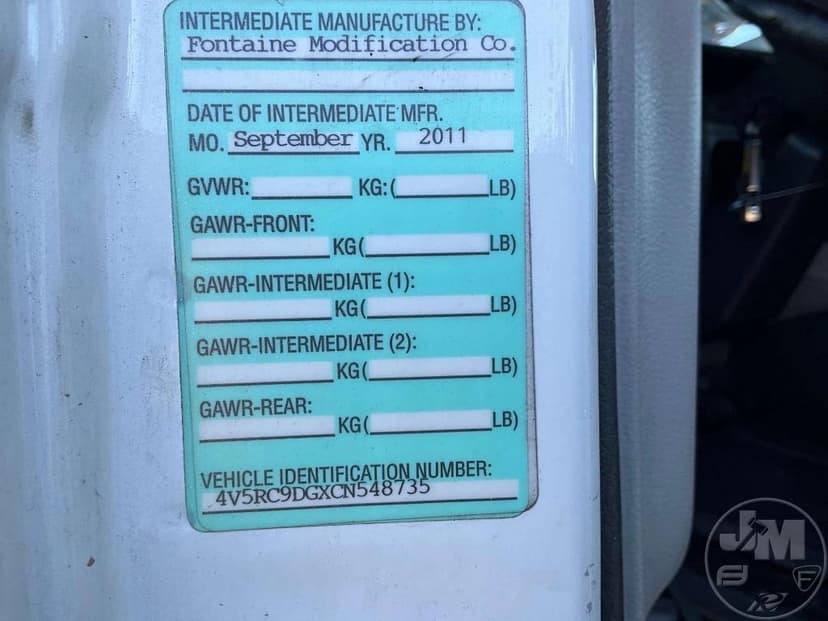 INTERMEDIATE MANUFACTURE BY:
Fontaine Modification Co.
DATE OF INTERMEDIATE MFR.
MO. September YR. 2011
GVWR: KG:( LB)
GAWR-FRONT:
KG( LB)
GAWR-INTERMEDIATE (1):
KG( LB)
GAWR-INTERMEDIATE (2):
KG( LB)
GAWR-REAR:
KG( LB)
VEHICLE IDENTIFICATION NUMBER:
4V5RC9DGXCN548735
JM
F F
R